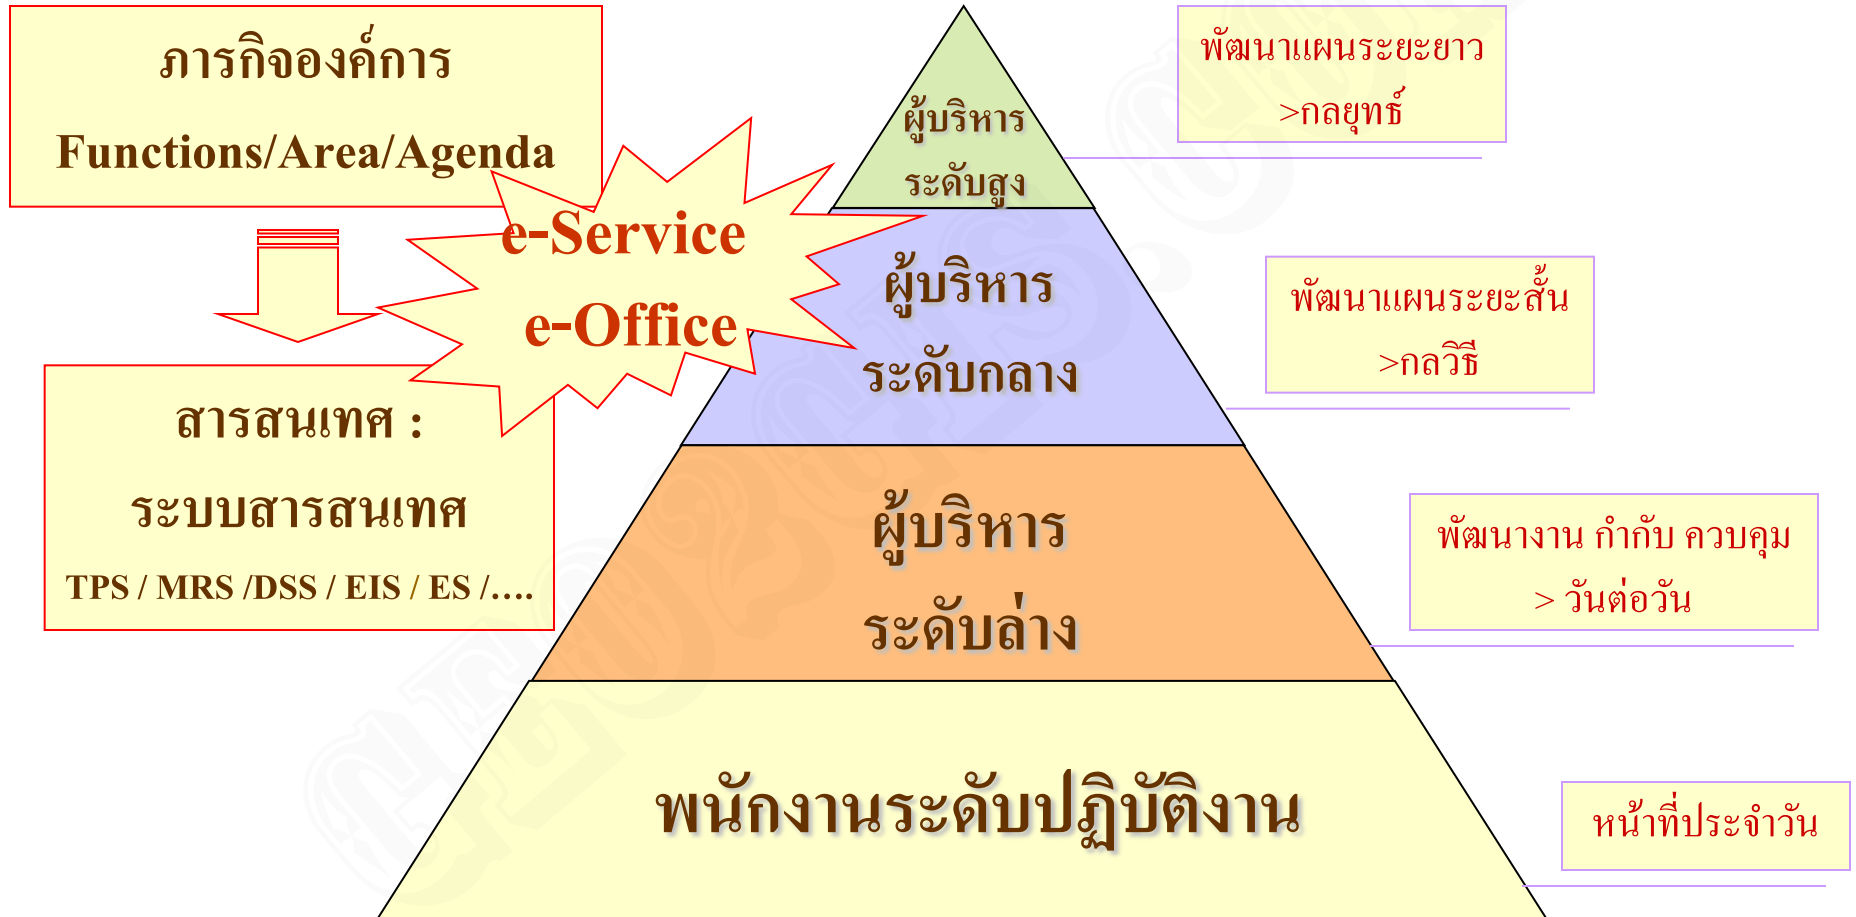 ภารกิจองค์การ
Functions/Area/Agenda
e-Service
e-Office
สารสนเทศ :
ระบบสารสนเทศ
TPS / MRS /DSS / EIS / ES /….
ผู้บริหาร
ระดับสูง
พัฒนาแผนระยะยาว
>กลยุทธ์
ผู้บริหาร
ระดับกลาง
พัฒนาแผนระยะสั้น
>กลวิธี
ผู้บริหาร
ระดับล่าง
พัฒนางาน กำกับ ควบคุม
> วันต่อวัน
พนักงานระดับปฏิบัติงาน
หน้าที่ประจำวัน